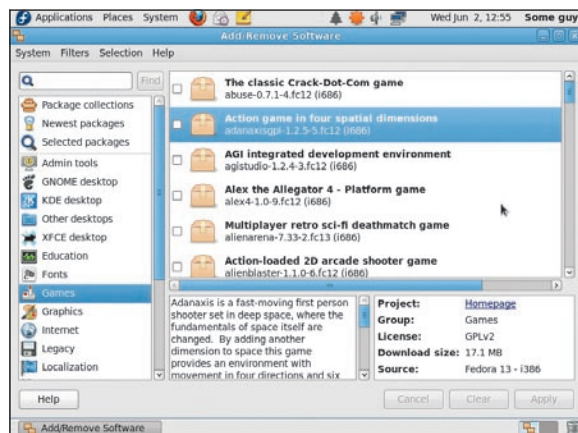 Applications Places System Wed Jun 2, 12:55 Some guy
Add/Remove Software
System Filters Selection Help
Find
Package collections
Newest packages
Selected packages
Admin tools
GNOME desktop
KDE desktop
Other desktops
XFCE desktop
Education
Fonts
Games
Graphics
Internet
Legacy
Localization
The classic Crack-Dot-Com game
abuse-0.7.1-4.fc12 (i686)
Action game in four spatial dimensions
adanaxisgpl-1.2.5-5.fc12 (i686)
AGI integrated development environment
agistudio-1.2.4-3.fc12 (i686)
Alex the Allegator 4 - Platform game
alex4-1.0-9.fc12 (i686)
Multiplayer retro sci-fi deathmatch game
alienarena-7.33-2.fc13 (i686)
Action-loaded 2D arcade shooter game
alienblaster-1.1.0-6.fc12 (i686)
Adanaxis is a fast-moving first person
shooter set in deep space, where the
fundamentals of space itself are
changed. By adding another
dimension to space this game
provides an environment with
movement in four directions and six
Project: Homepage
Group: Games
License: GPLv2
Download size: 17.1 MB
Source: Fedora 13 - i386
Help Cancel Clear Apply
Add/Remove Software